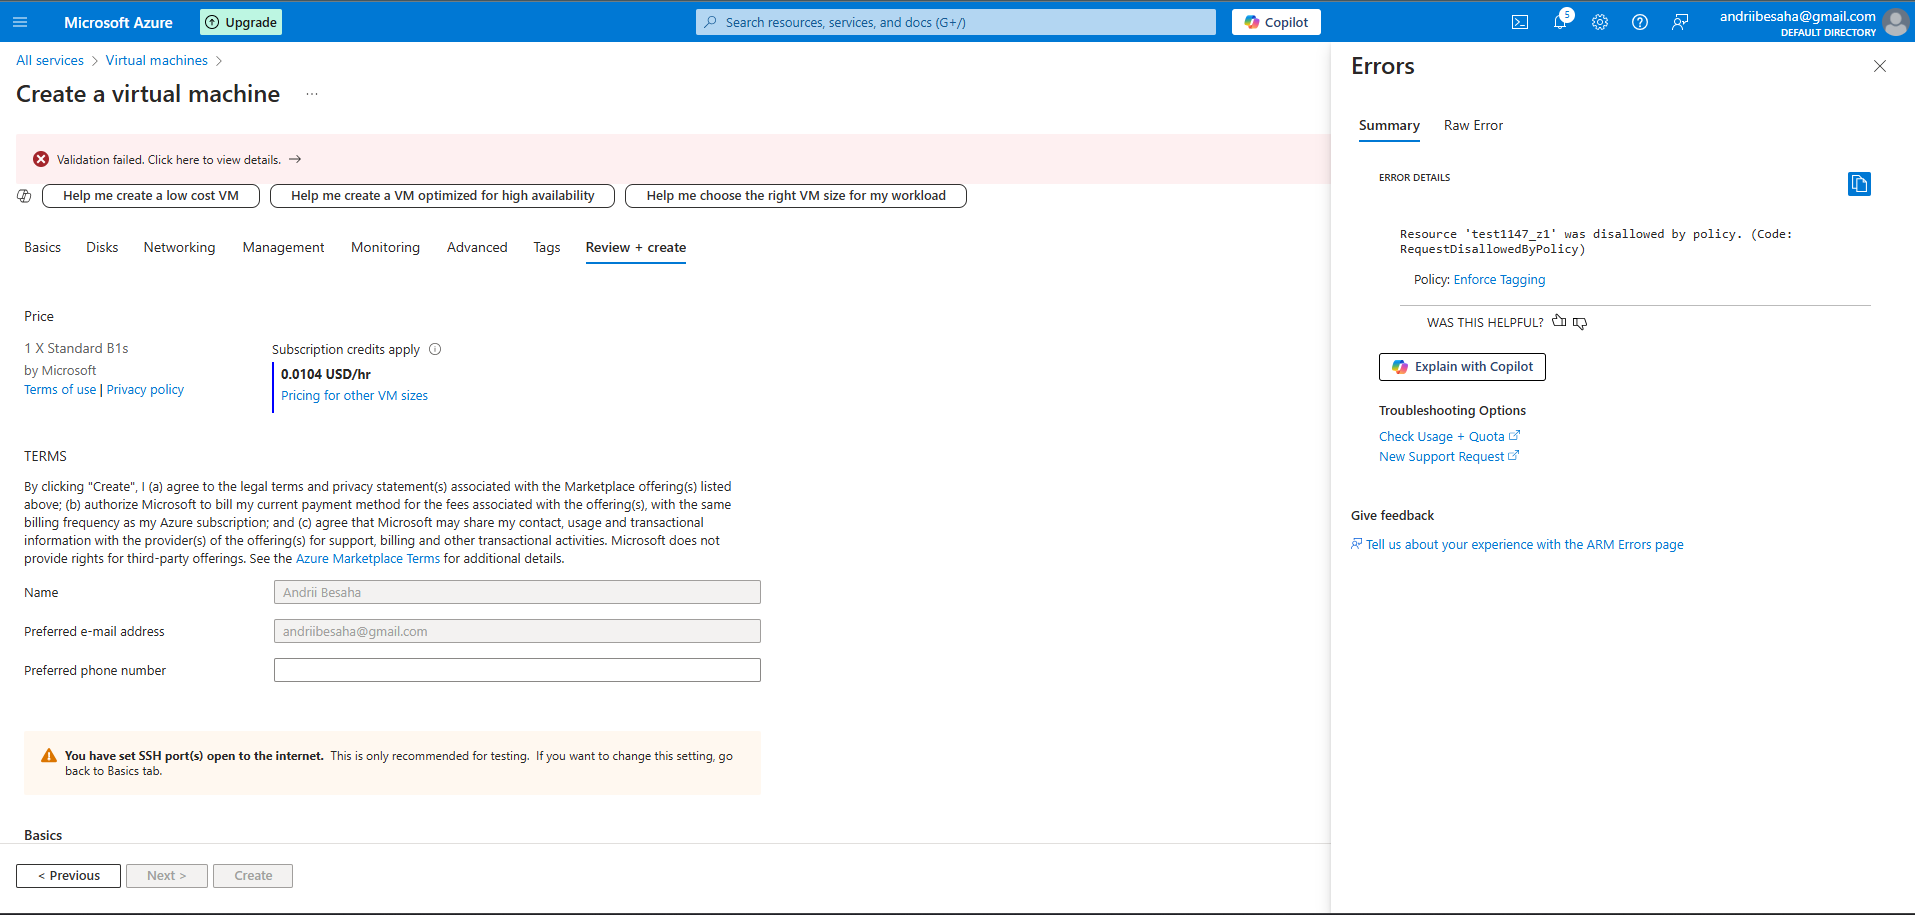 Microsoft Azure
Upgrade
Search resources, services, and docs (G+/)
Copilot
5
andriibesaha@gmail.com
DEFAULT DIRECTORY
All services > Virtual machines >
Create a virtual machine ...
Validation failed. Click here to view details. →
Help me create a low cost VM
Help me create a VM optimized for high availability
Help me choose the right VM size for my workload
Basics
Disks
Networking
Management
Monitoring
Advanced
Tags
Review + create
Price
1 X Standard B1s
by Microsoft
Terms of use | Privacy policy
Subscription credits apply
0.0104 USD/hr
Pricing for other VM sizes
TERMS
By clicking "Create", I (a) agree to the legal terms and privacy statement(s) associated with the Marketplace offering(s) listed
above; (b) authorize Microsoft to bill my current payment method for the fees associated with the offering(s), with the same
billing frequency as my Azure subscription; and (c) agree that Microsoft may share my contact, usage and transactional
information with the provider(s) of the offering(s) for support, billing and other transactional activities. Microsoft does not
provide rights for third-party offerings. See the Azure Marketplace Terms for additional details.
Name
Andrii Besaha
Preferred e-mail address
andriibesaha@gmail.com
Preferred phone number
You have set SSH port(s) open to the internet. This is only recommended for testing. If you want to change this setting, go
back to Basics tab.
Basics
< Previous
Next >
Create
Errors
Summary
Raw Error
ERROR DETAILS
Resource 'test1147_z1' was disallowed by policy. (Code:
RequestDisallowedByPolicy)
Policy: Enforce Tagging
WAS THIS HELPFUL?
Explain with Copilot
Troubleshooting Options
Check Usage + Quota
New Support Request
Give feedback
Tell us about your experience with the ARM Errors page